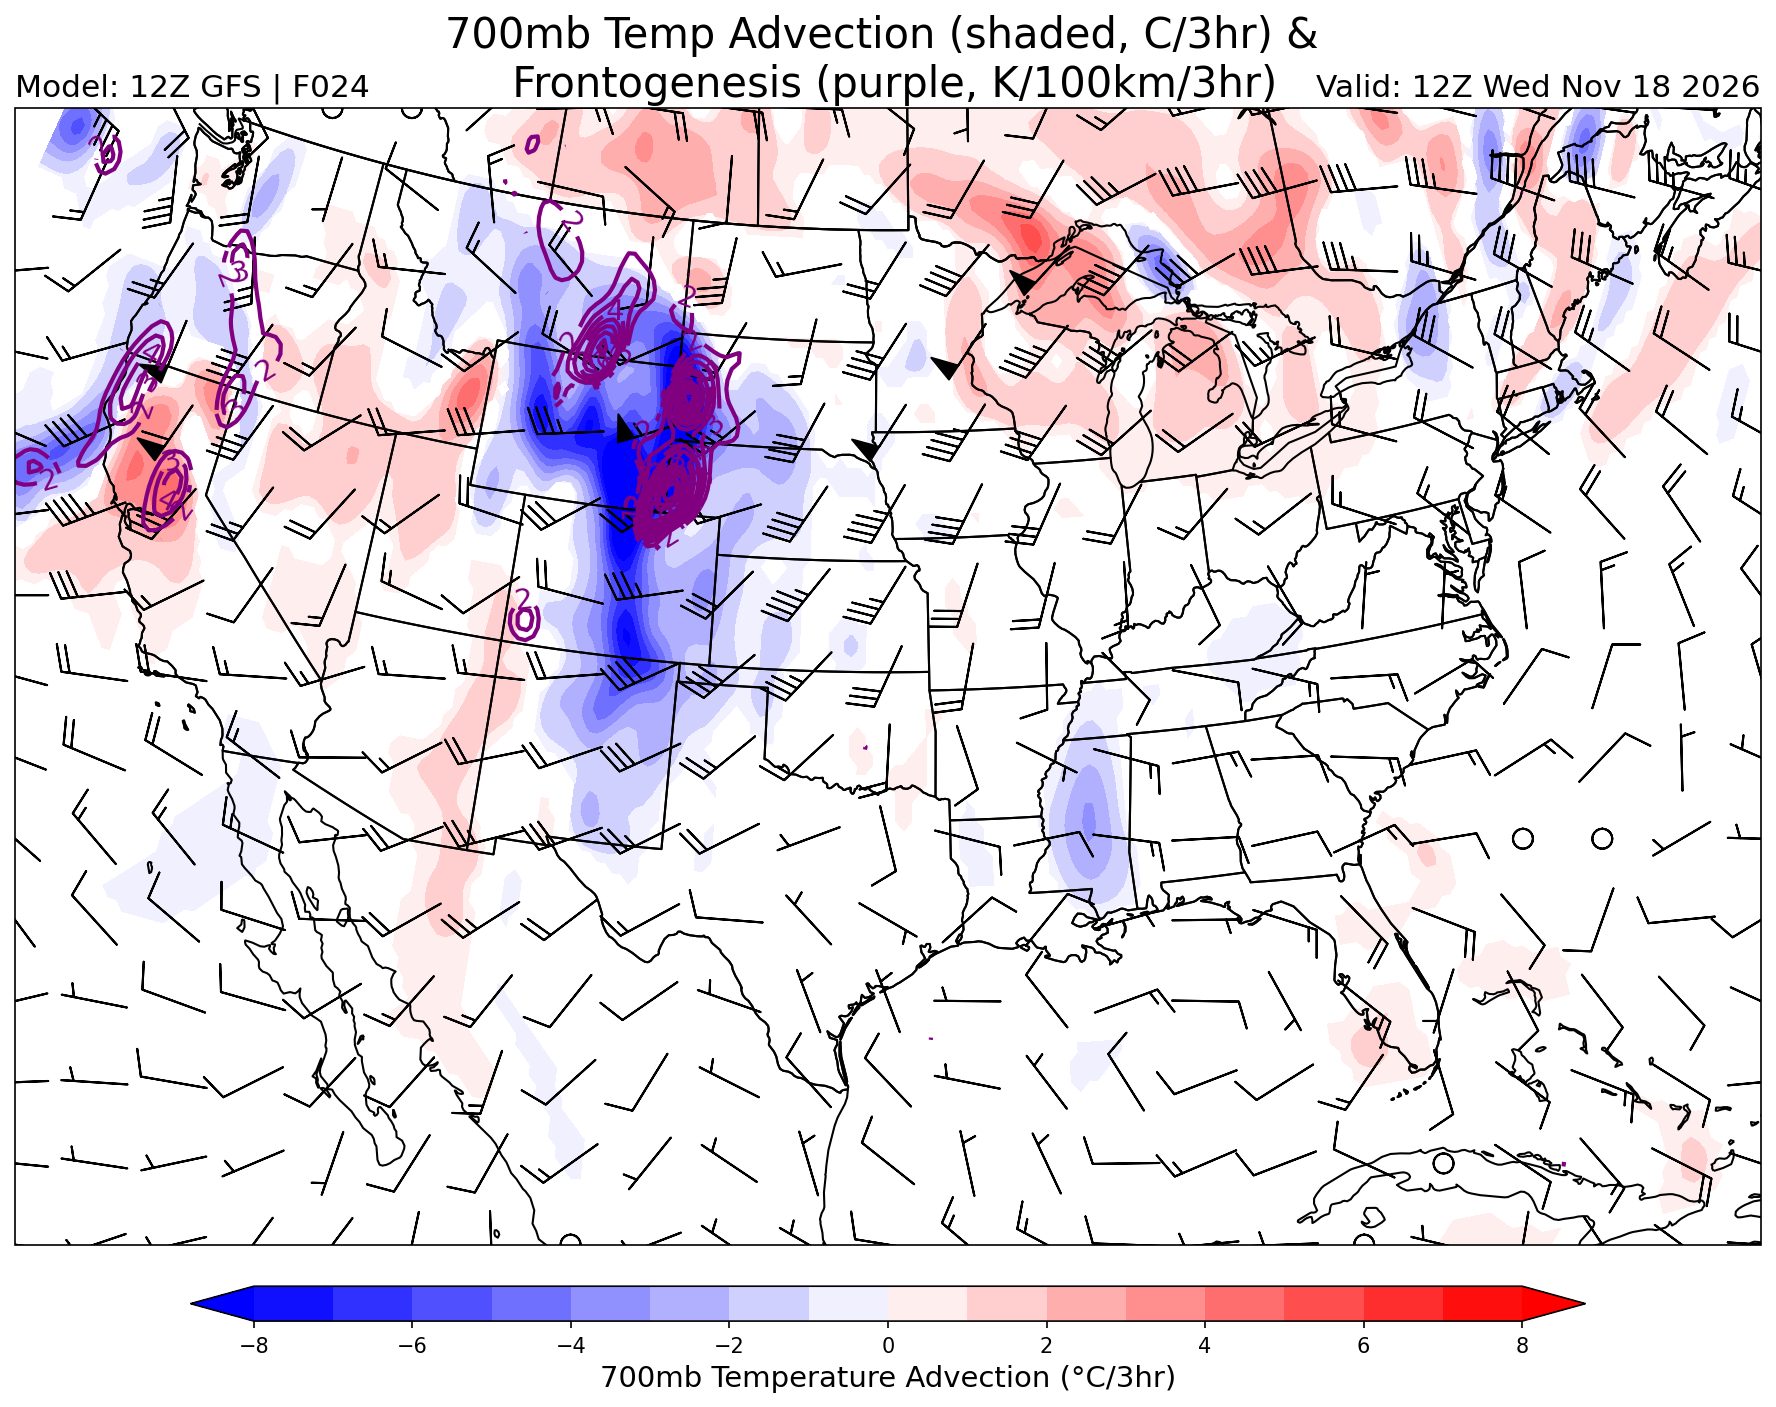 700mb Temp Advection (shaded, C/3hr) &
Frontogenesis (purple, K/100km/3hr)
Model: 12Z GFS | F024
Valid: 12Z Wed Nov 18 2026
−8 −6 −4 −2 0 2 4 6 8
700mb Temperature Advection (°C/3hr)